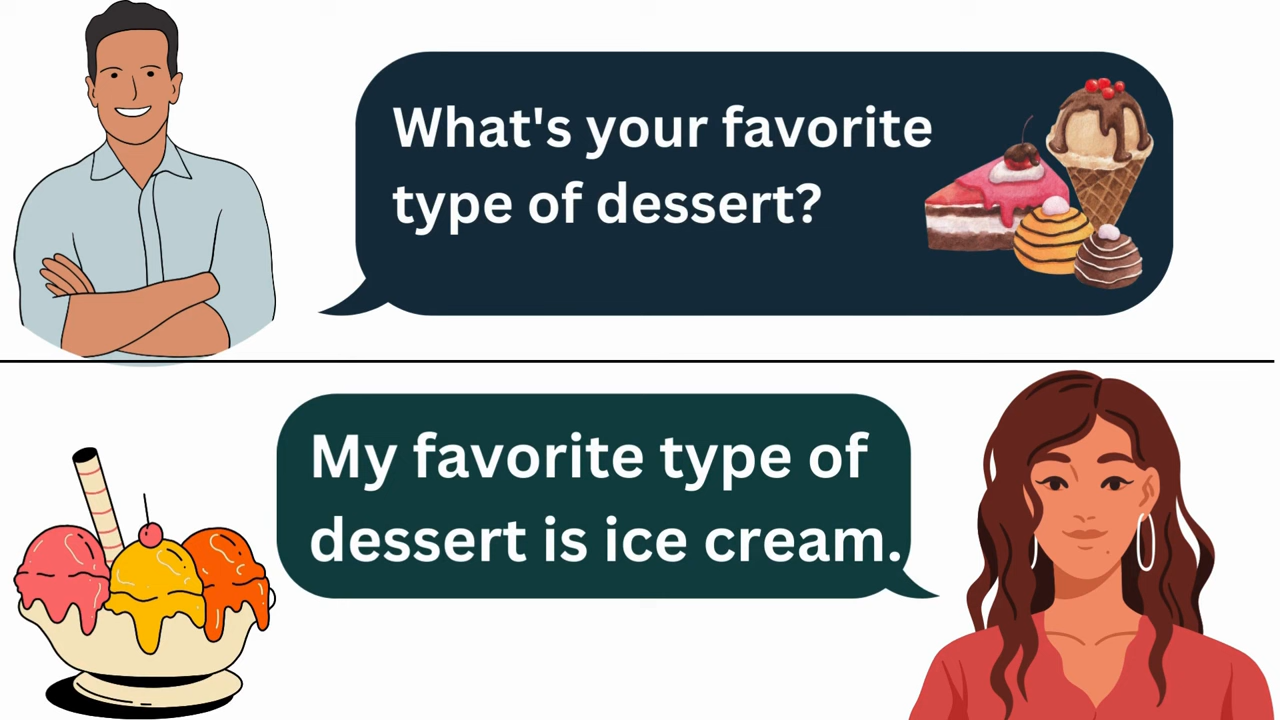 What's your favorite
type of dessert?
My favorite type of
dessert is ice cream.